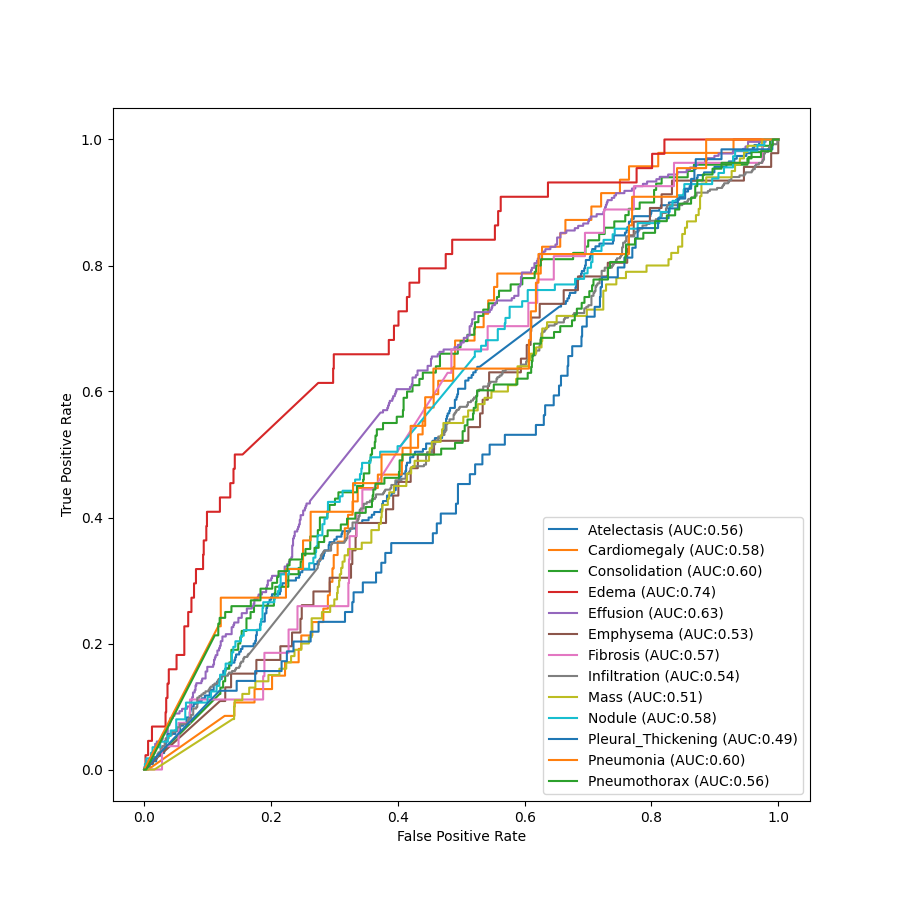 1.0
0.8
0.6
0.4
0.2
0.0
True Positive Rate
Atelectasis (AUC:0.56)
Cardiomegaly (AUC:0.58)
Consolidation (AUC:0.60)
Edema (AUC:0.74)
Effusion (AUC:0.63)
Emphysema (AUC:0.53)
Fibrosis (AUC:0.57)
Infiltration (AUC:0.54)
Mass (AUC:0.51)
Nodule (AUC:0.58)
Pleural_Thickening (AUC:0.49)
Pneumonia (AUC:0.60)
Pneumothorax (AUC:0.56)
0.0 0.2 0.4 0.6 0.8 1.0
False Positive Rate